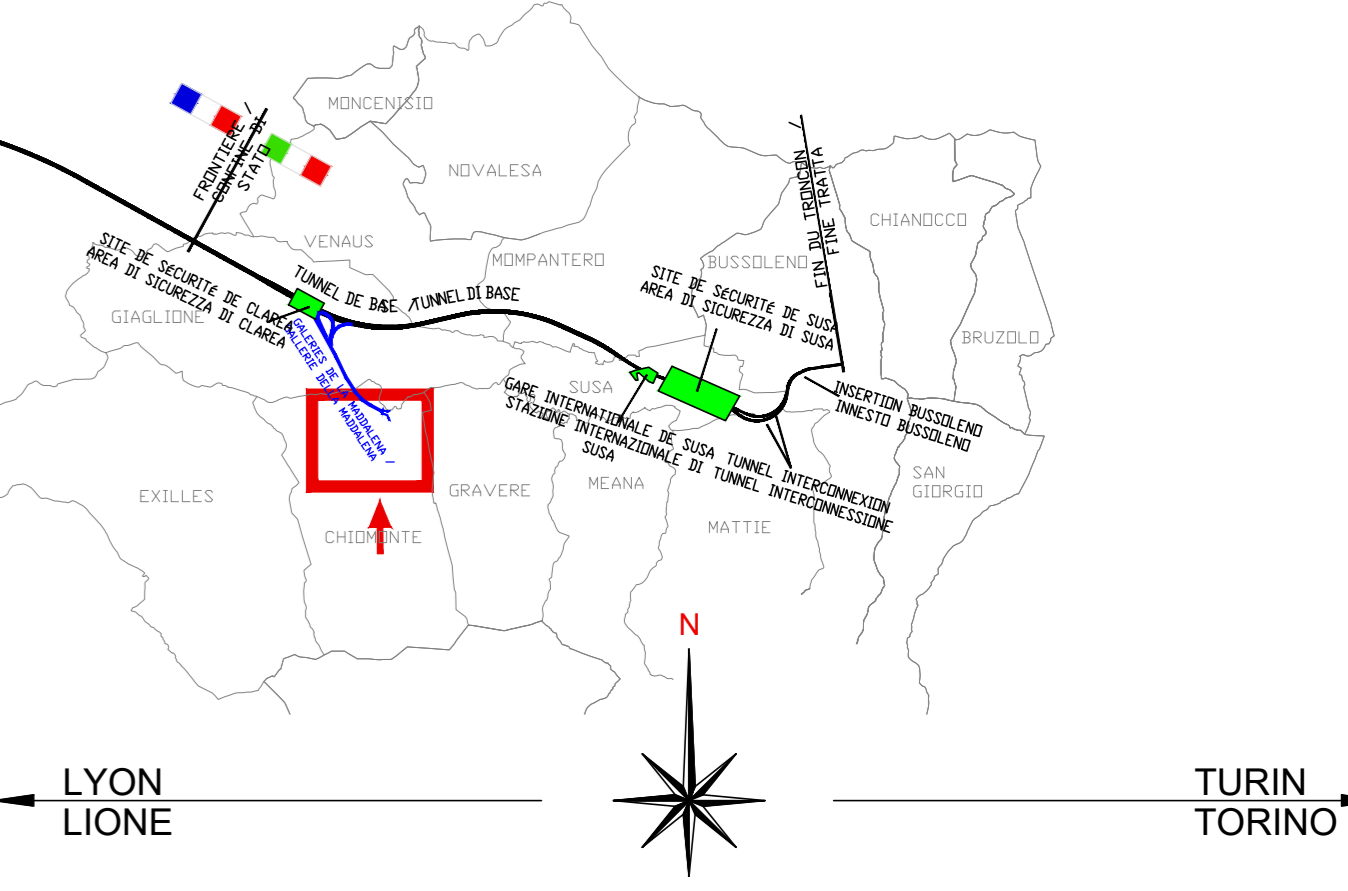 MONCENISIO
FRONTIERE /
CONFINE DI
STATO
NOVALESA
CHIANOCCO
VENAUS
MOMPANTERO
BUSSOLENO
FIN DU TRONCON /
FINE TRATTA
SITE DE SéCURITé DE CLAREA
AREA DI SICUREZZA DI CLAREA
TUNNEL DE BASE /TUNNEL DI BASE
SITE DE SéCURITé DE SUSA
AREA DI SICUREZZA DI SUSA
GIAGLIONE
BRUZOLO
GALERIES DE LA MADDALENA /
GALLERIE DELLA MADDALENA
SUSA
GARE INTERNATIONALE DE SUSA
STAZIONE INTERNAZIONALE DI
SUSA
INSERTION BUSSOLENO
INNESTO BUSSOLENO
TUNNEL INTERCONNEXION
TUNNEL INTERCONNESSIONE
EXILLES
GRAVERE
MEANA
SAN
GIORGIO
MATTIE
CHIOMONTE
N
LYON
LIONE
TURIN
TORINO